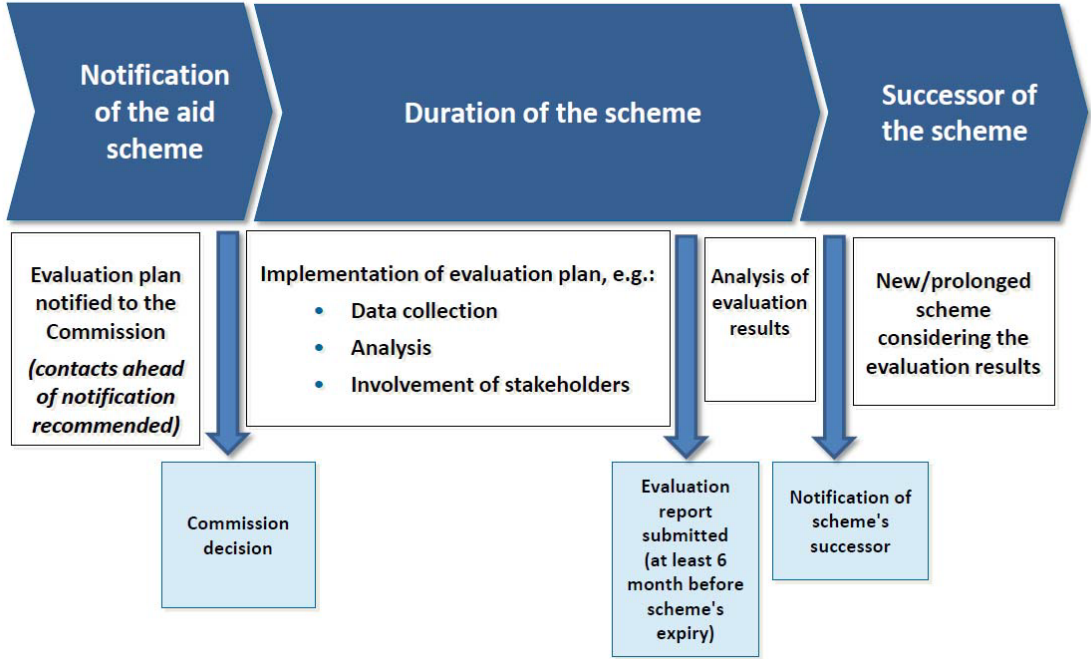 Notification
of the aid
scheme
Duration of the scheme
Successor of
the scheme
Evaluation plan
notified to the
Commission
(contacts ahead
of notification
recommended)
Implementation of evaluation plan, e.g.:
• Data collection
• Analysis
• Involvement of stakeholders
Analysis of
evaluation
results
New/prolonged
scheme
considering the
evaluation results
Commission
decision
Evaluation
report
submitted
(at least 6
month before
scheme's
expiry)
Notification of
scheme's
successor